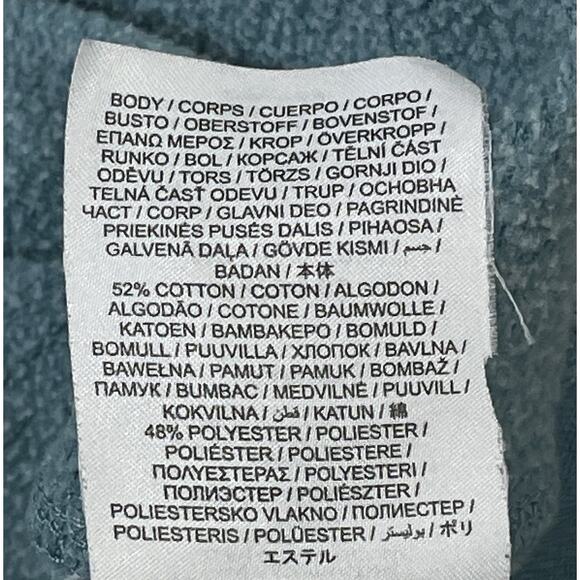 BODY / CORPS / CUERPO / CORPO /
BUSTO / OBERSTOFF / BOVENSTOF /
ΕΠΑΝΩ ΜΕΡΟΣ / KROP / ÖVERKROPP /
RUNKO / BOL / КОРСАЖ / TĚLNÍ ČÁST
ODĚVU / TORS / TÖRZS / GORNJI DIO /
TELNÁ ČASŤ ODEVU / TRUP / ОСНОВНА
ЧАСТ / CORP / GLAVNI DEO / PAGRINDINĖ
PRIEKINĖS PUSĖS DALIS / PIHAOSA /
GALVENĀ DAĻA / GÖVDE KISMI / جسم /
BADAN / 本体
52% COTTON / COTON / ALGODON /
ALGODÃO / COTONE / BAUMWOLLE /
KATOEN / ΒΑΜΒΑΚΕΡΟ / BOMULD /
BOMULL / PUUVILLA / ХЛОПОК / BAVLNA /
BAWEŁNA / PAMUT / PAMUK / BOMBAŽ /
ПАМУК / BUMBAC / MEDVILNĖ / PUUVILL /
KOKVILNA / قطن / KATUN / 綿
48% POLYESTER / POLIESTER /
POLIÉSTER / POLIESTERE /
ΠΟΛΥΕΣΤΕΡΑΣ / POLYESTERI /
ПОЛИЭСТЕР / POLIÉSZTER /
POLIESTERSKO VLAKNO / ПОЛИЕСТЕР /
POLIESTERIS / POLÜESTER / بوليستر / ポリ
エステル